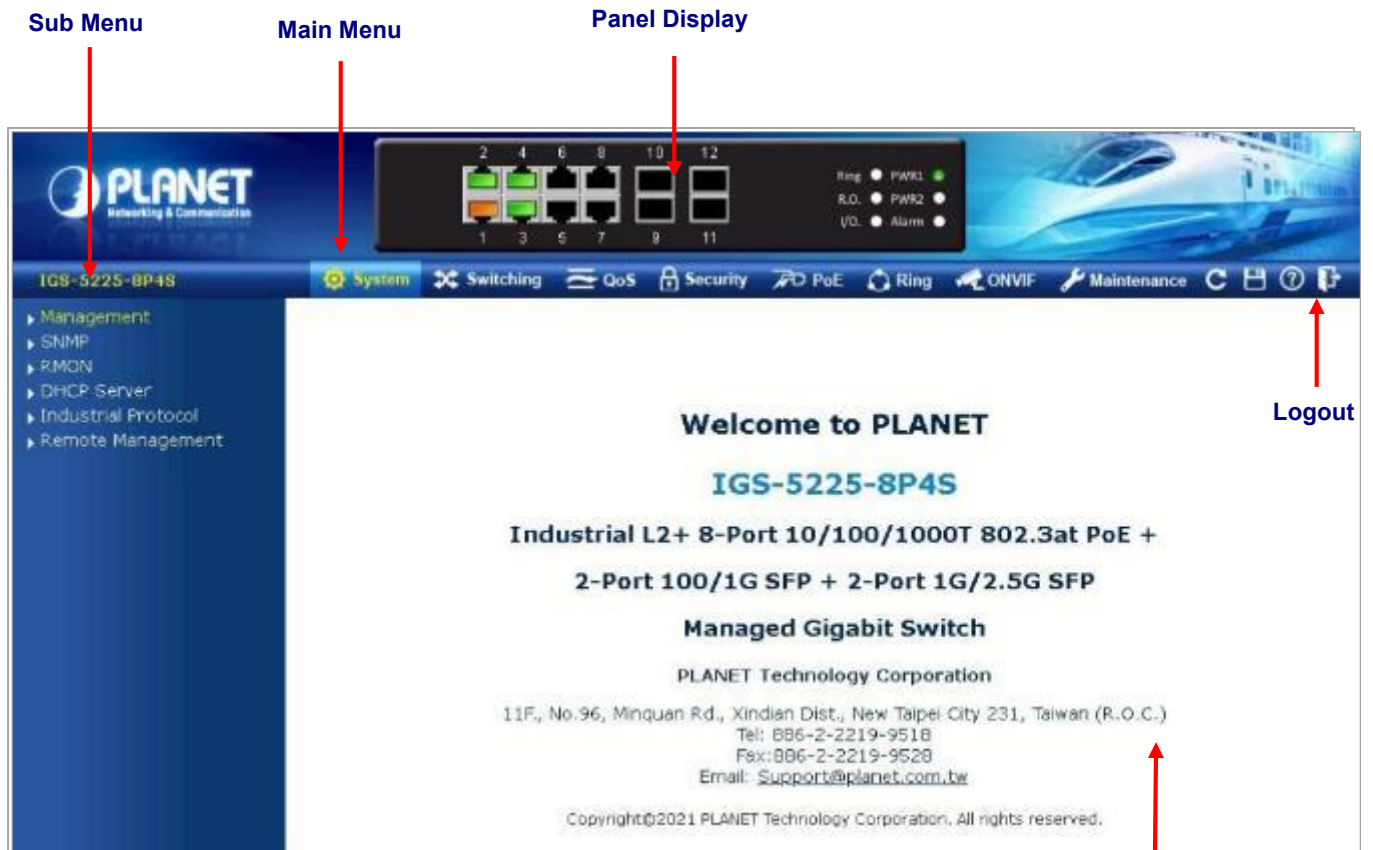 Sub Menu
Main Menu
Panel Display
2 4 6 8 10 12
PLANET
Networking & Communication
Ring PWR1
R.O. PWR2
I/O. Alarm
1 3 5 7 9 11
IGS-5225-8P4S
System Switching QoS Security PoE Ring ONVIF Maintenance
Management
SNMP
RMON
DHCP Server
Industrial Protocol
Remote Management
Logout
Welcome to PLANET
IGS-5225-8P4S
Industrial L2+ 8-Port 10/100/1000T 802.3at PoE +
2-Port 100/1G SFP + 2-Port 1G/2.5G SFP
Managed Gigabit Switch
PLANET Technology Corporation
11F., No.96, Minquan Rd., Xindian Dist., New Taipei City 231, Taiwan (R.O.C.)
Tel: 886-2-2219-9518
Fax:886-2-2219-9528
Email: Support@planet.com.tw
Copyright©2021 PLANET Technology Corporation. All rights reserved.